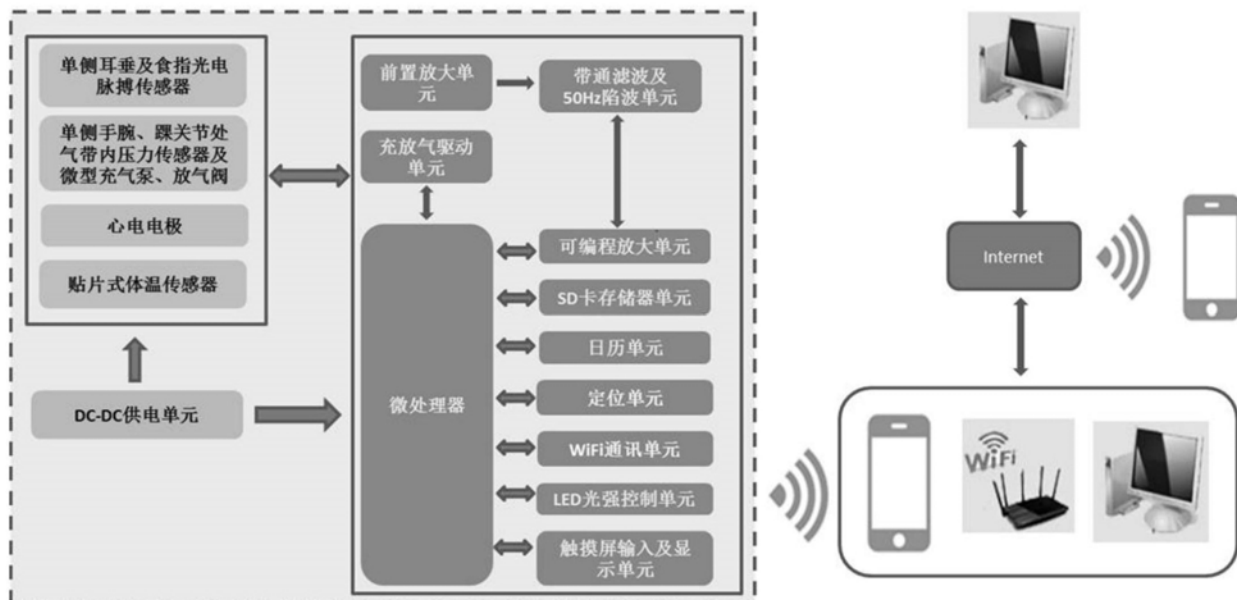 单侧耳垂及食指光电
脉搏传感器
单侧手腕、踝关节处
气带内压力传感器及
微型充气泵、放气阀
心电电极
贴片式体温传感器
DC-DC供电单元
前置放大单
元
带通滤波及
50Hz陷波单元
充放气驱动
单元
微处理器
可编程放大单元
SD卡存储器单元
日历单元
定位单元
WiFi通讯单元
LED光强控制单元
触摸屏输入及显
示单元
Internet
WiFi